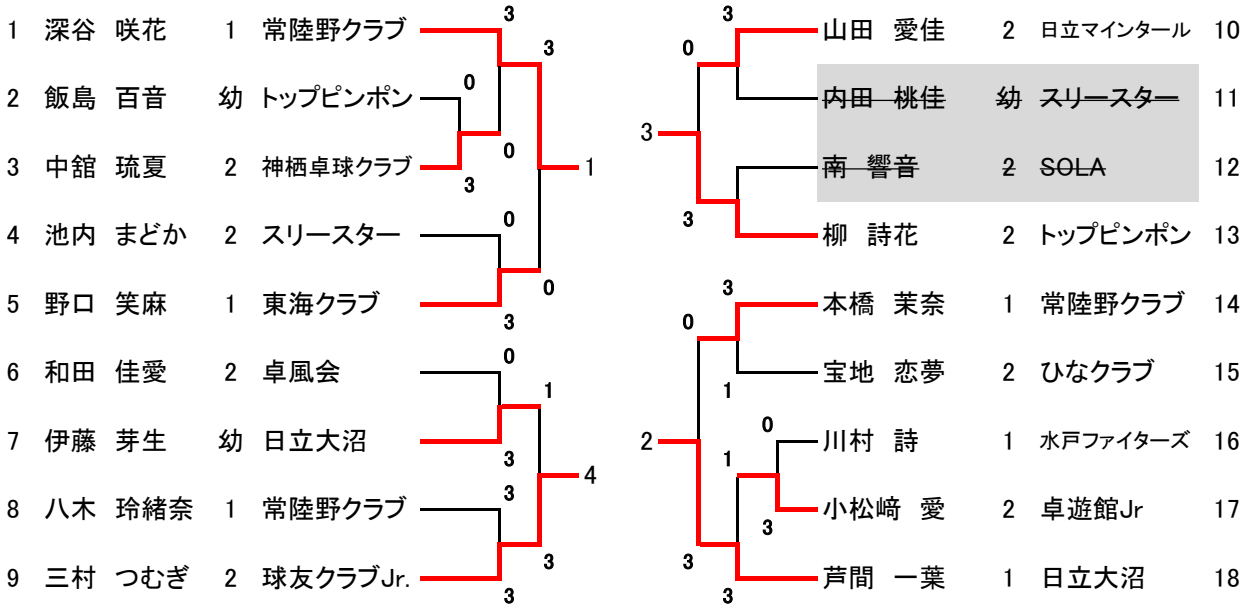 3
1 深谷 咲花 1 常陸野クラブ
3
0
2 飯島 百音 幼 トップピンポン
0
3 中舘 琉夏 2 神栖卓球クラブ
3
1
0
4 池内 まどか 2 スリースター
0
5 野口 笑麻 1 東海クラブ
3
0
6 和田 佳愛 2 卓風会
1
7 伊藤 芽生 幼 日立大沼
3
4
3
8 八木 玲緒奈 1 常陸野クラブ
3
9 三村 つむぎ 2 球友クラブJr.
3
3
山田 愛佳 2 日立マインタール 10
0
内田 桃佳 幼 スリースター 11
3
南 響音 2 SOLA 12
3
柳 詩花 2 トップピンポン 13
3
本橋 茉奈 1 常陸野クラブ 14
0
宝地 恋夢 2 ひなクラブ 15
1
0
川村 詩 1 水戸ファイターズ 16
2
1
小松﨑 愛 2 卓遊館Jr 17
3
3
芦間 一葉 1 日立大沼 18
3